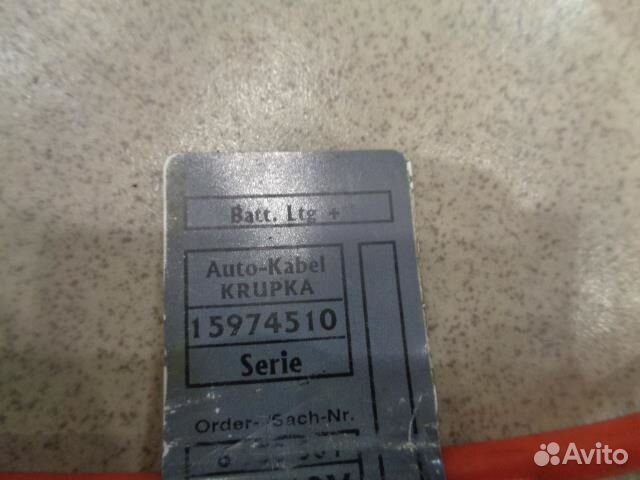 Batt. Ltg +
Auto-Kabel
KRUPKA
15974510
Serie
Order-/Sach-Nr.
Avito